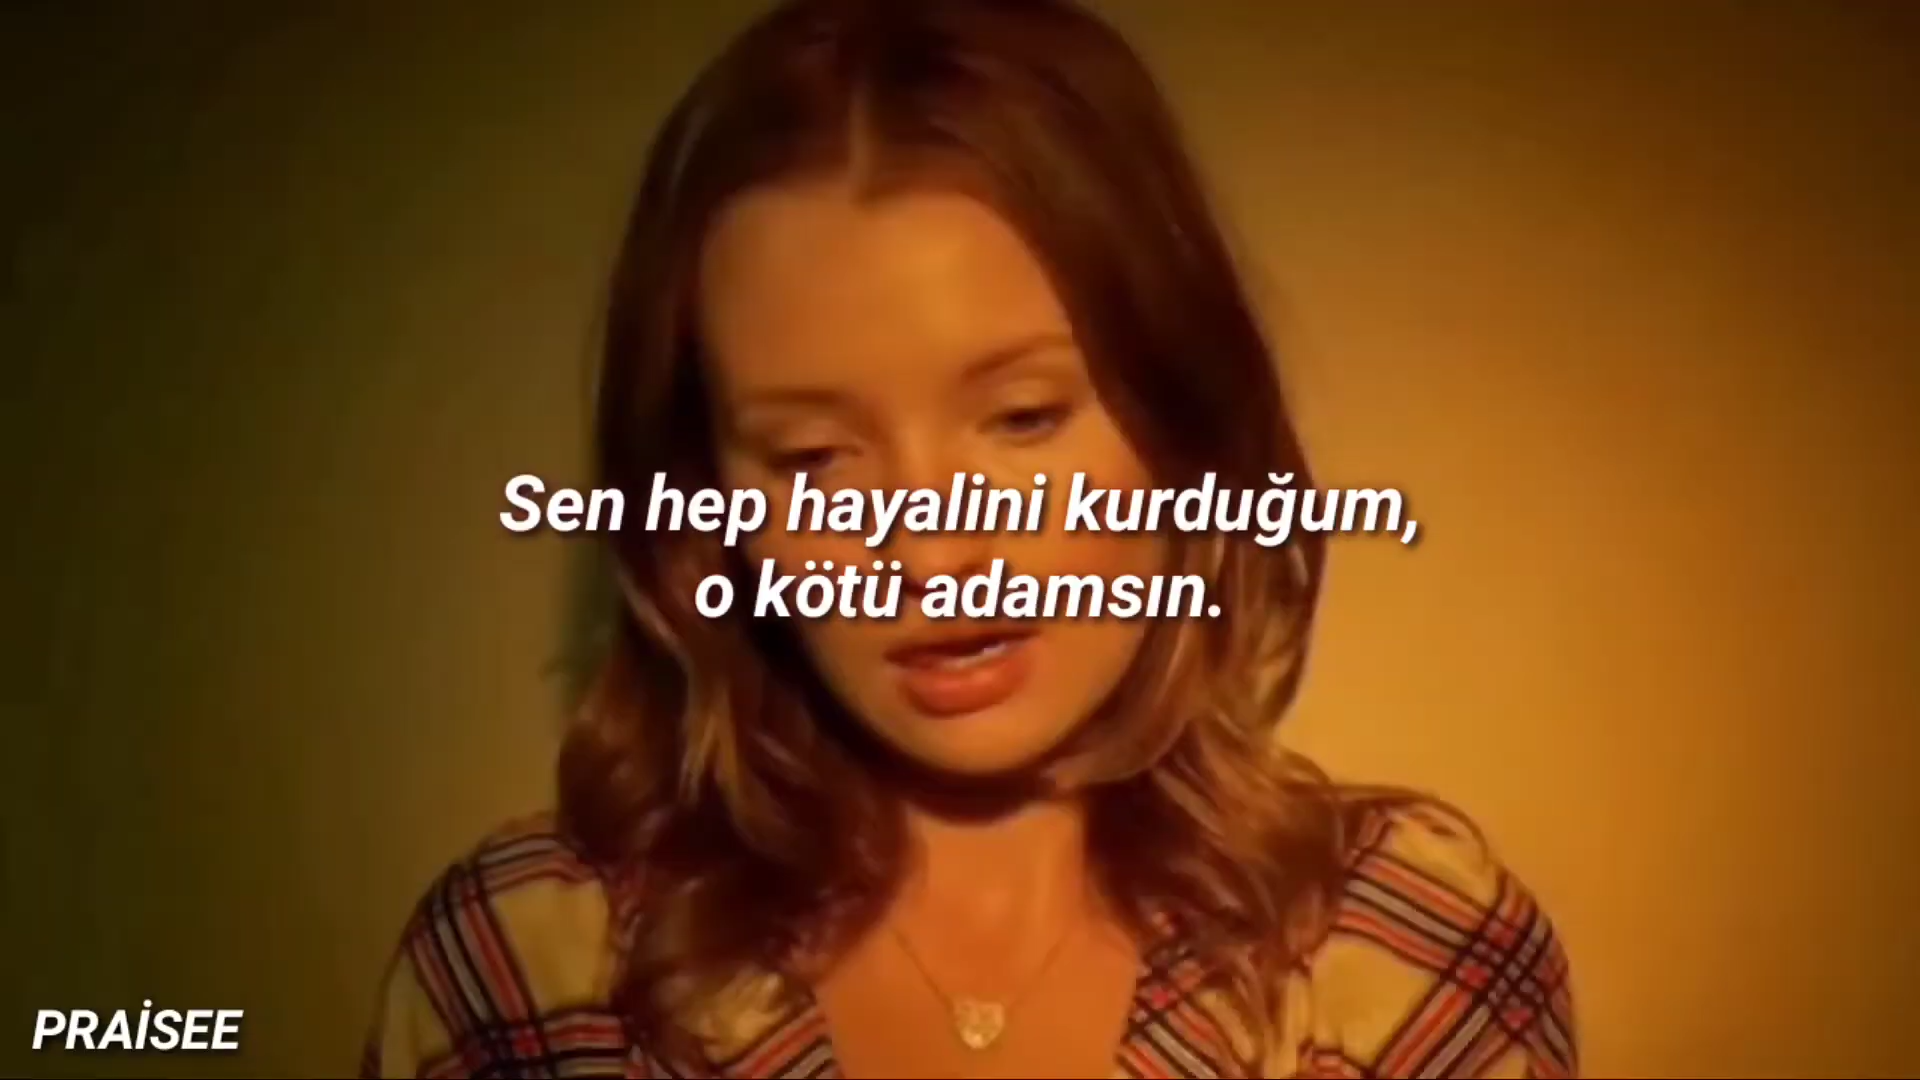 Sen hep hayalini kurduğum,
o kötü adamsın.
PRAİSEE